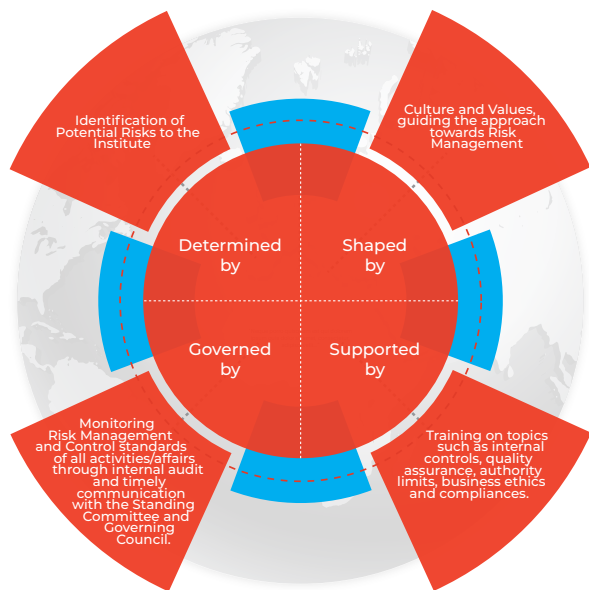 Identification of
Potential Risks to the
Institute
Culture and Values,
guiding the approach
towards Risk
Management
Determined
by
Shaped
by
Governed
by
Supported
by
Monitoring
Risk Management
and Control standards
of all activities/affairs
through internal audit
and timely
communication
with the Standing
Committee and
Governing
Council.
Training on topics
such as internal
controls, quality
assurance, authority
limits, business ethics
and compliances.